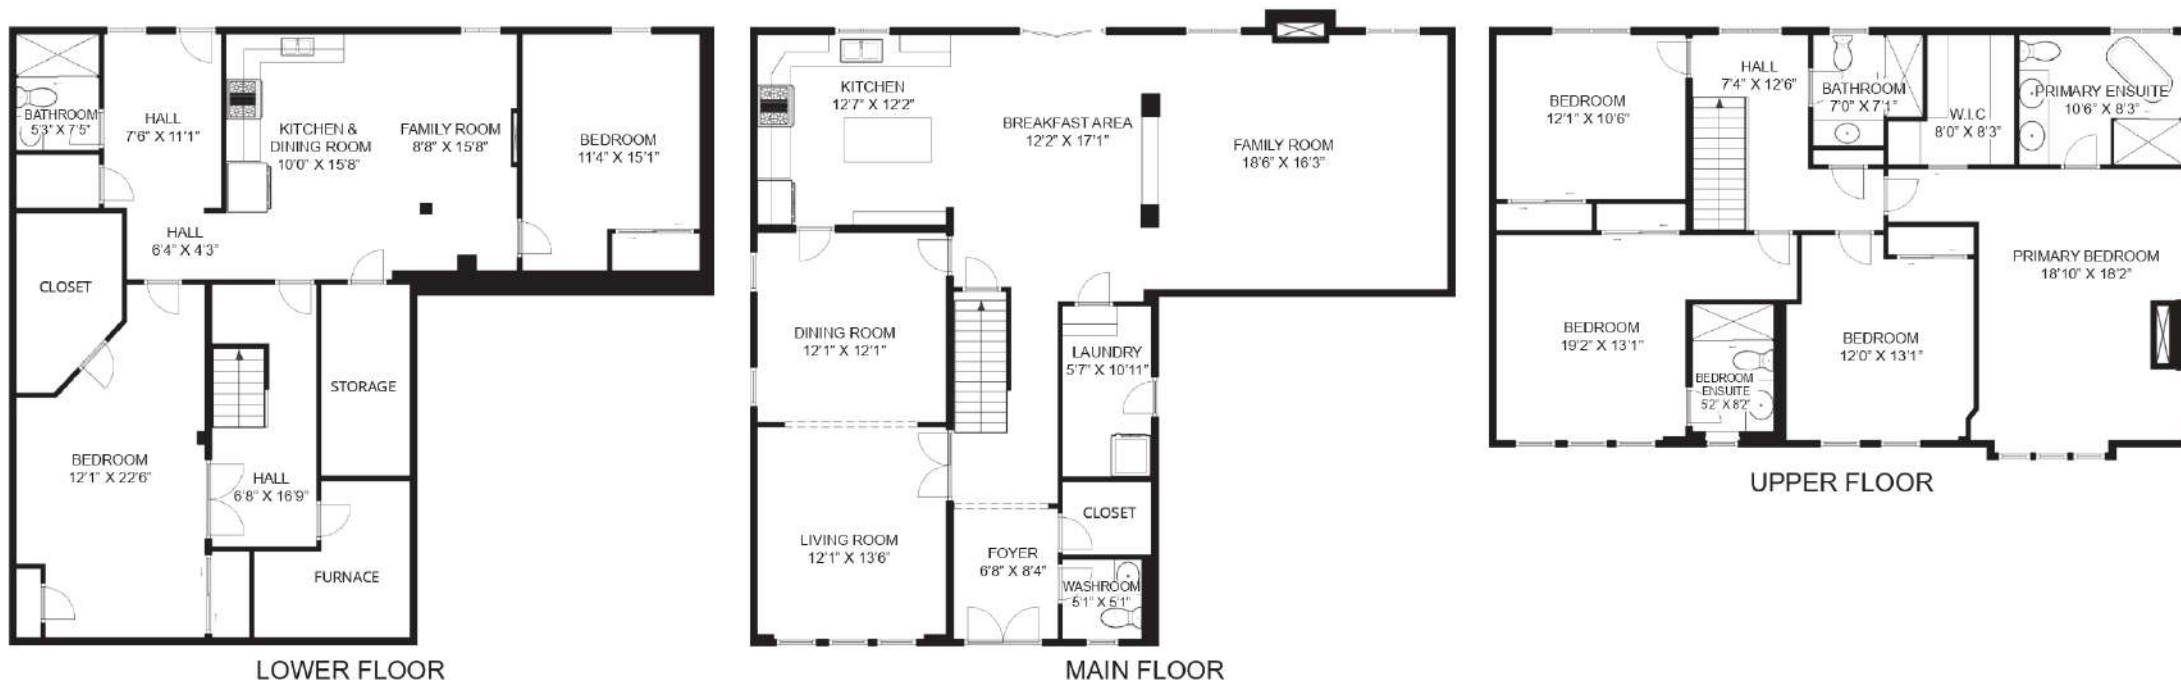 BATHROOM
5'3" X 7'5"
HALL
7'6" X 11'1"
KITCHEN &
DINING ROOM
10'0" X 15'8"
FAMILY ROOM
8'8" X 15'8"
BEDROOM
11'4" X 15'1"
HALL
6'4" X 4'3"
CLOSET
STORAGE
BEDROOM
12'1" X 22'6"
HALL
6'8" X 16'9"
FURNACE
LOWER FLOOR
KITCHEN
12'7" X 12'2"
BREAKFAST AREA
12'2" X 17'1"
FAMILY ROOM
18'6" X 16'3"
DINING ROOM
12'1" X 12'1"
LAUNDRY
5'7" X 10'11"
LIVING ROOM
12'1" X 13'6"
CLOSET
FOYER
6'8" X 8'4"
WASHROOM
5'1" X 5'1"
MAIN FLOOR
BEDROOM
12'1" X 10'6"
HALL
7'4" X 12'6"
BATHROOM
7'0" X 7'1"
W.I.C
8'0" X 8'3"
PRIMARY ENSUITE
10'6" X 8'3"
PRIMARY BEDROOM
18'10" X 18'2"
BEDROOM
19'2" X 13'1"
BEDROOM
ENSUITE
5'2" X 8'2"
BEDROOM
12'0" X 13'1"
UPPER FLOOR